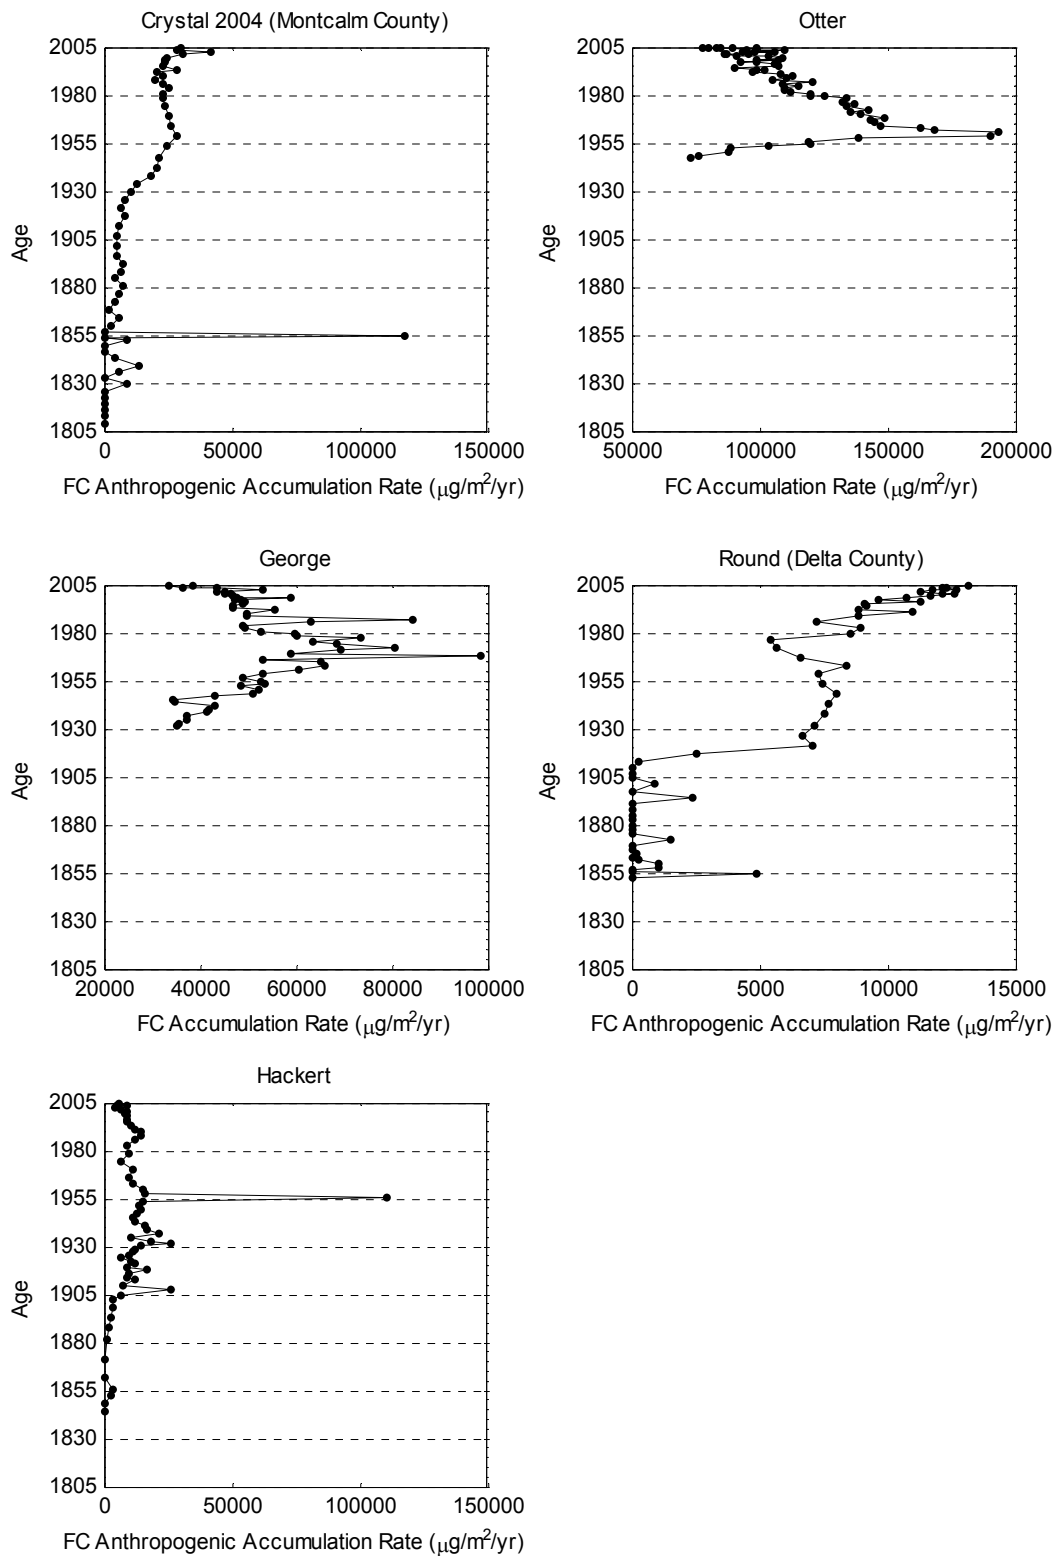 Crystal 2004 (Montcalm County)
2005
1980
1955
1930
1905
1880
1855
1830
1805
Age
0 50000 100000 150000
FC Anthropogenic Accumulation Rate (μg/m²/yr)
Otter
2005
1980
1955
1930
1905
1880
1855
1830
1805
Age
50000 100000 150000 200000
FC Accumulation Rate (μg/m²/yr)
George
2005
1980
1955
1930
1905
1880
1855
1830
1805
Age
20000 40000 60000 80000 100000
FC Accumulation Rate (μg/m²/yr)
Round (Delta County)
2005
1980
1955
1930
1905
1880
1855
1830
1805
Age
0 5000 10000 15000
FC Anthropogenic Accumulation Rate (μg/m²/yr)
Hackert
2005
1980
1955
1930
1905
1880
1855
1830
1805
Age
0 50000 100000 150000
FC Anthropogenic Accumulation Rate (μg/m²/yr)